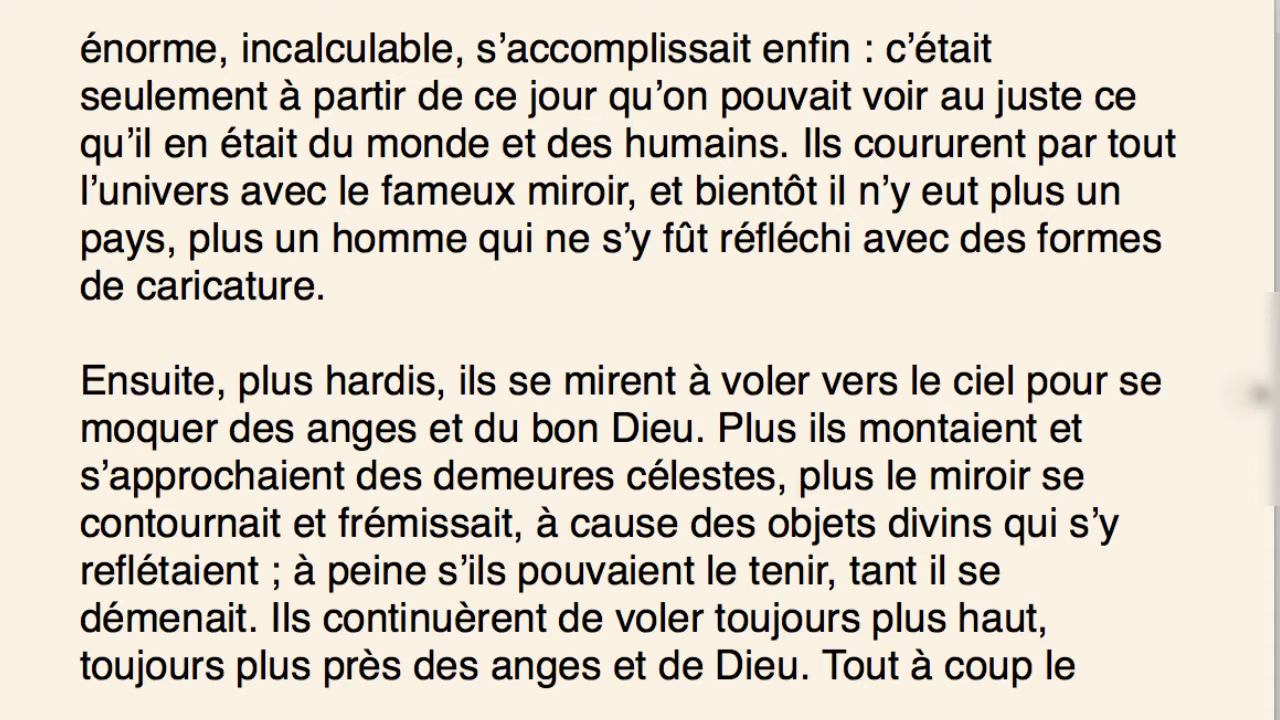 énorme, incalculable, s’accomplissait enfin : c’était
seulement à partir de ce jour qu’on pouvait voir au juste ce
qu’il en était du monde et des humains. Ils coururent par tout
l’univers avec le fameux miroir, et bientôt il n’y eut plus un
pays, plus un homme qui ne s’y fût réfléchi avec des formes
de caricature.
Ensuite, plus hardis, ils se mirent à voler vers le ciel pour se
moquer des anges et du bon Dieu. Plus ils montaient et
s’approchaient des demeures célestes, plus le miroir se
contournait et frémissait, à cause des objets divins qui s’y
reflétaient ; à peine s’ils pouvaient le tenir, tant il se
démenait. Ils continuèrent de voler toujours plus haut,
toujours plus près des anges et de Dieu. Tout à coup le